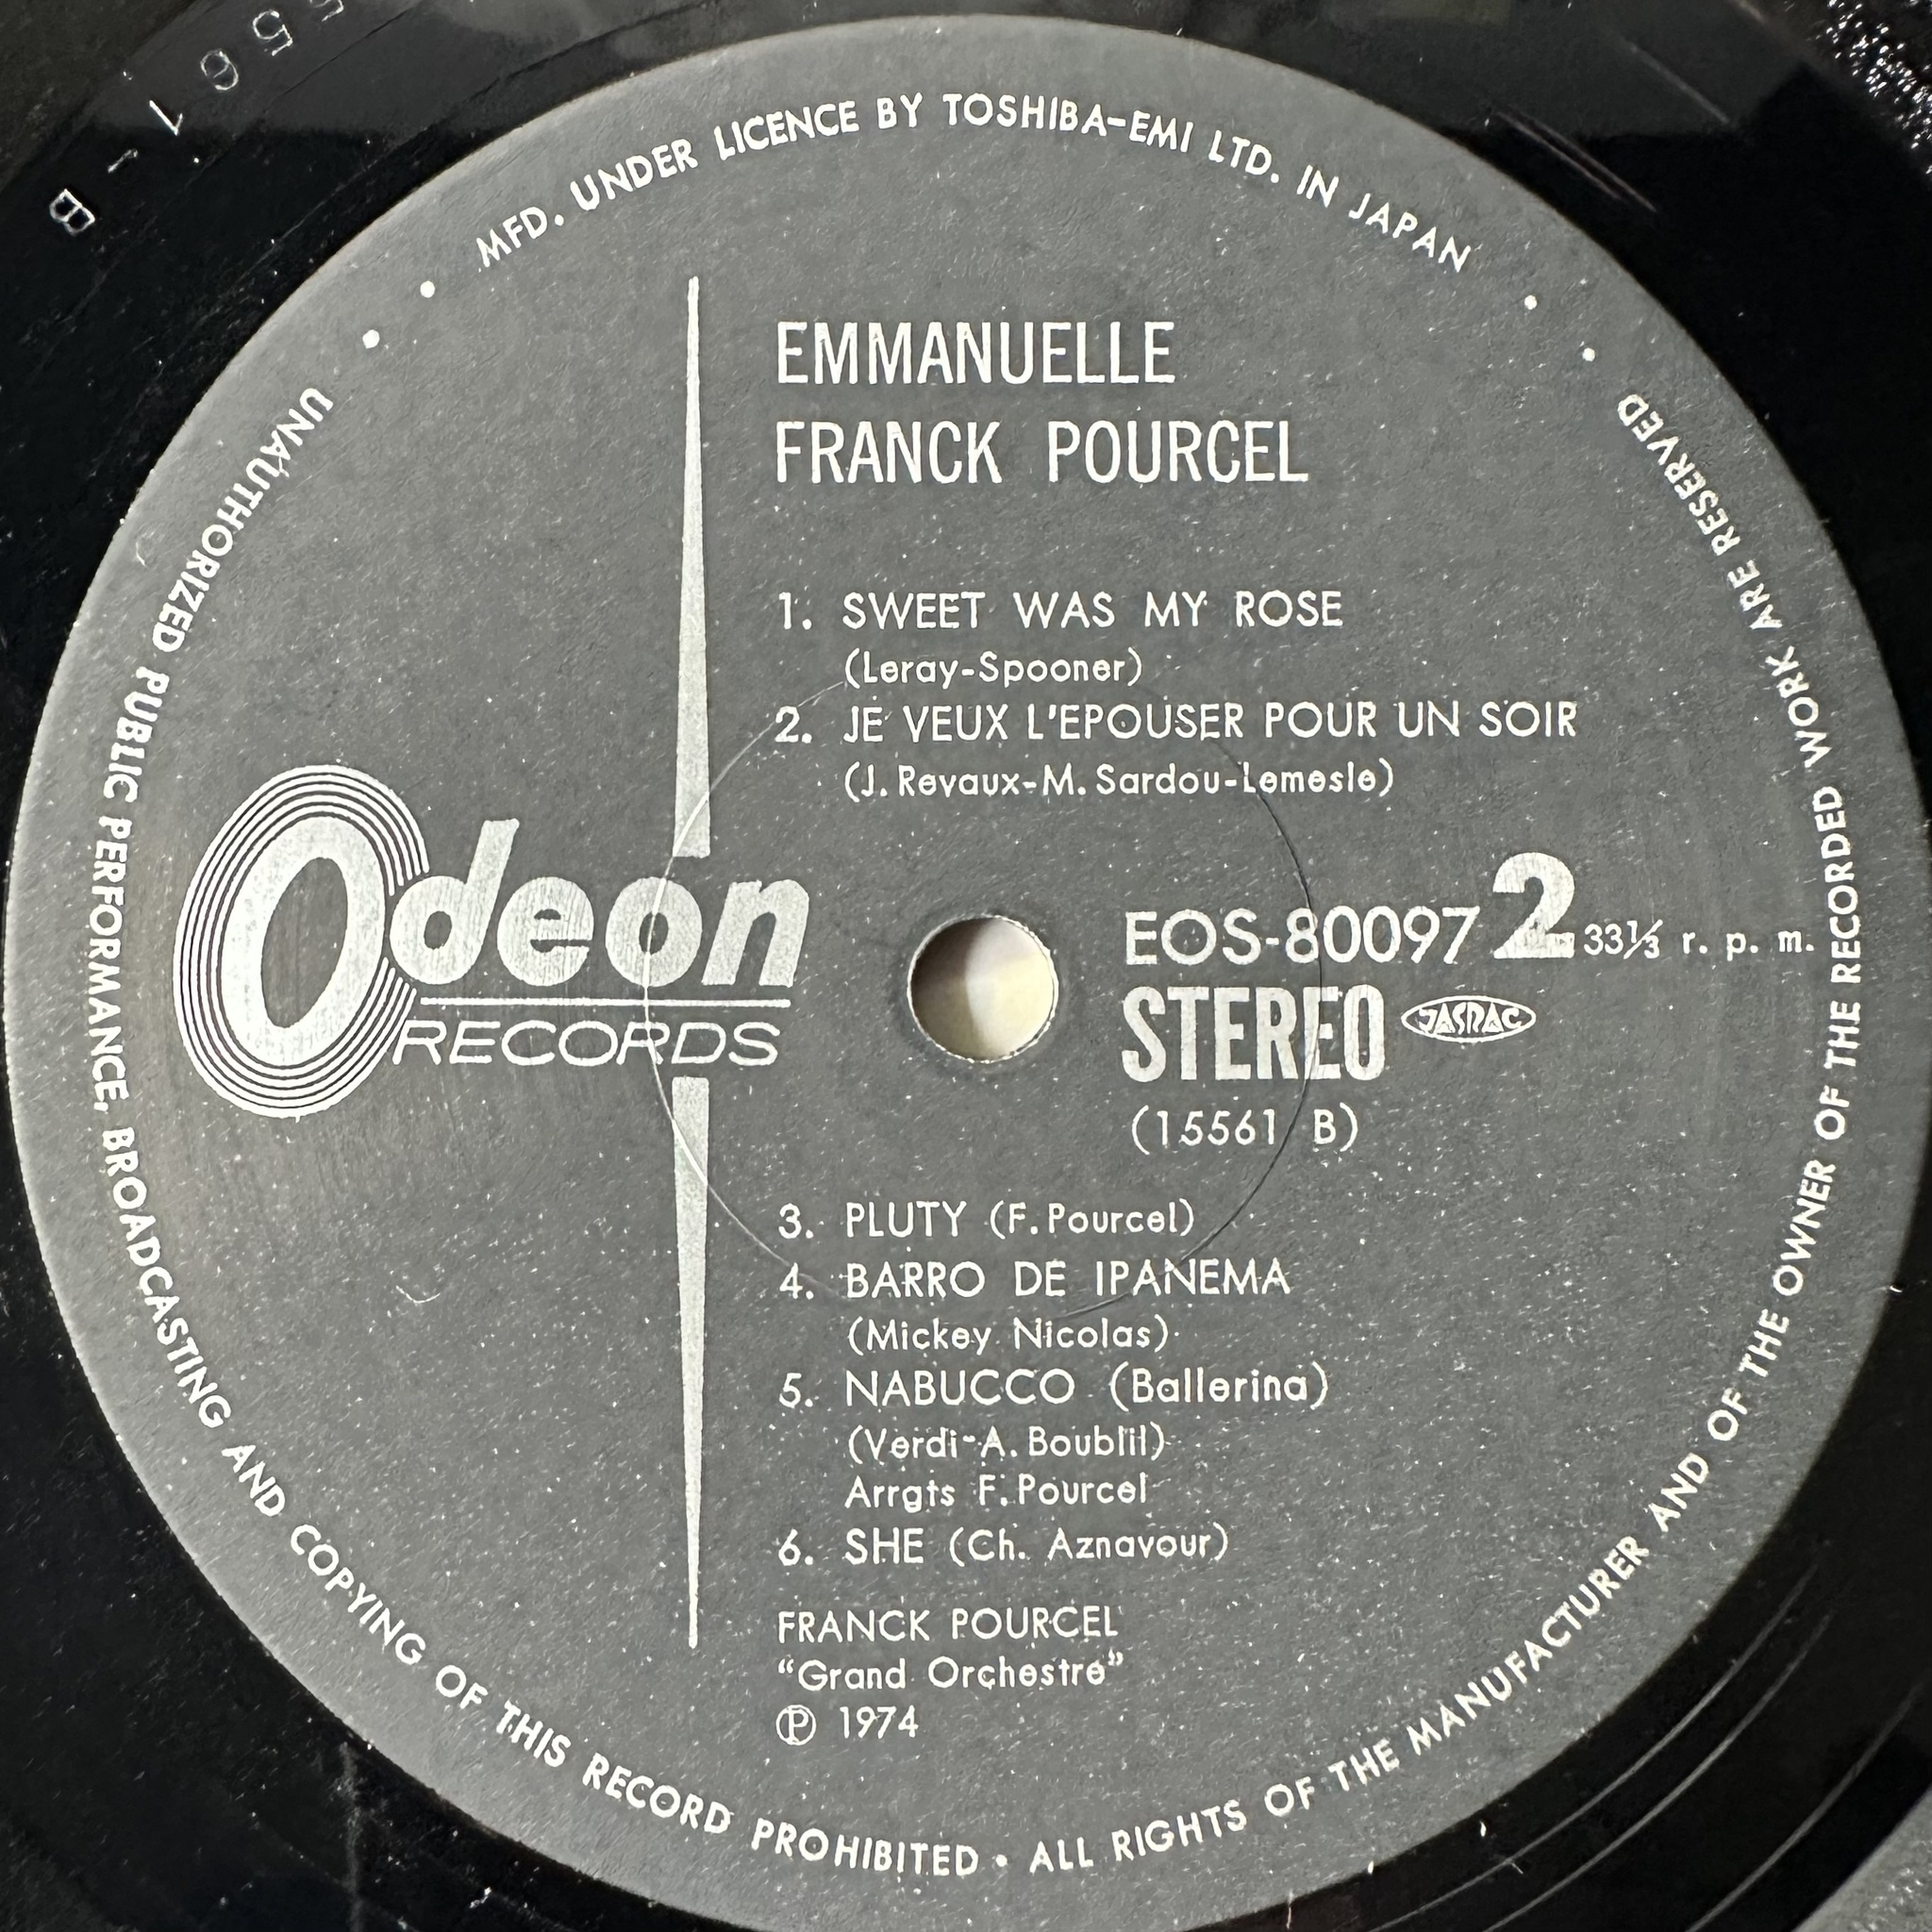 MFD. UNDER LICENCE BY TOSHIBA-EMI LTD. IN JAPAN
EMMANUELLE
FRANCK POURCEL
1. SWEET WAS MY ROSE
(Leray-Spooner)
2. JE VEUX L'EPOUSER POUR UN SOIR
(J. Revaux-M. Sardou-Lemesle)
Odeon
RECORDS
EOS-80097 2 33⅓ r. p. m.
STEREO JASRAC
(15561 B)
3. PLUTY (F. Pourcel)
4. BARRO DE IPANEMA
(Mickey Nicolas)
5. NABUCCO (Ballerina)
(Verdi-A. Boublil)
Arrgts F. Pourcel
6. SHE (Ch. Aznavour)
FRANCK POURCEL
“Grand Orchestre”
Ⓟ 1974
UNAUTHORIZED PUBLIC PERFORMANCE, BROADCASTING AND COPYING OF THIS RECORD PROHIBITED • ALL RIGHTS OF THE MANUFACTURER AND OF THE OWNER OF THE RECORDED WORK ARE RESERVED
5561-B